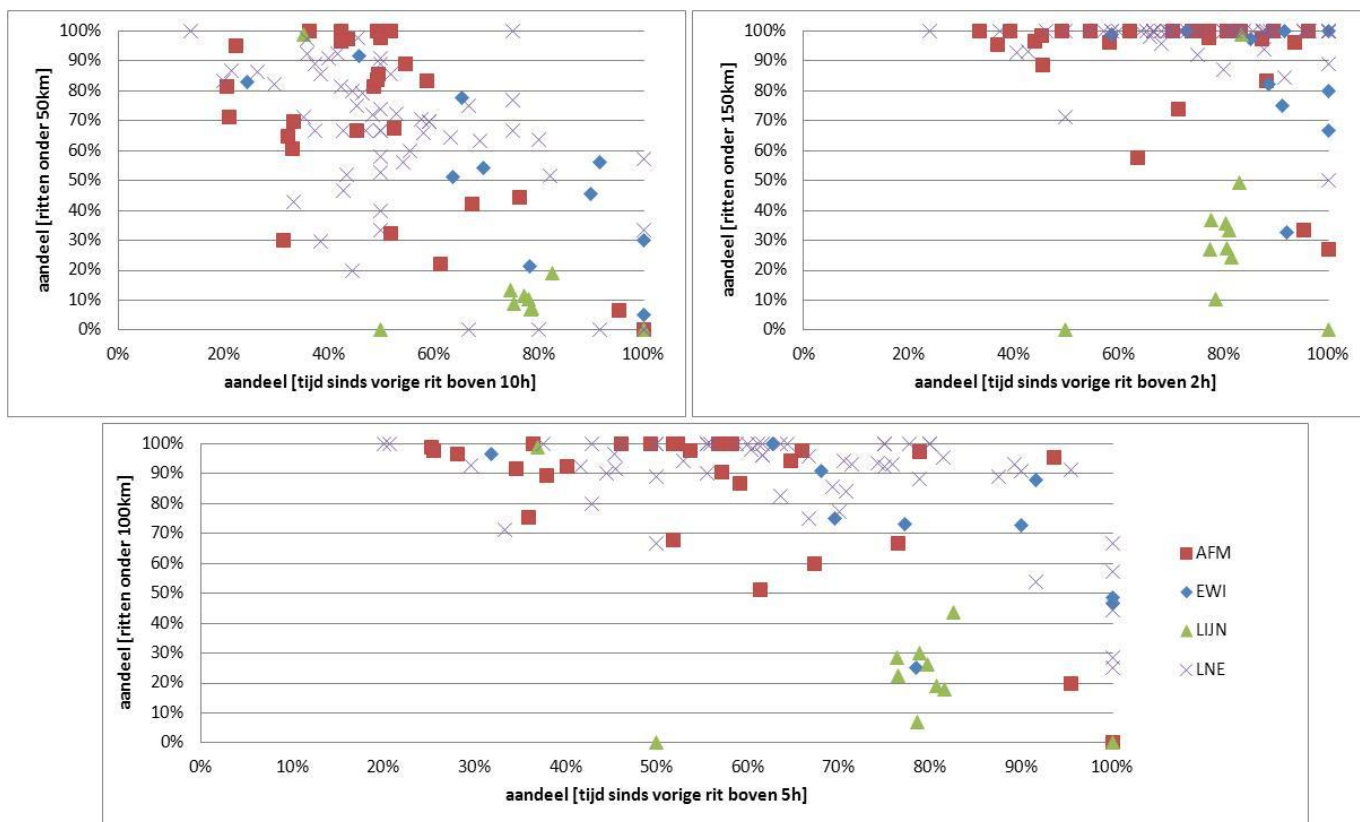 aandeel [ritten onder 50km]
100%
90%
80%
70%
60%
50%
40%
30%
20%
10%
0%
0% 20% 40% 60% 80% 100%
aandeel [tijd sinds vorige rit boven 10h]
aandeel [ritten onder 150km]
100%
90%
80%
70%
60%
50%
40%
30%
20%
10%
0%
0% 20% 40% 60% 80% 100%
aandeel [tijd sinds vorige rit boven 2h]
aandeel [ritten onder 100km]
100%
90%
80%
70%
60%
50%
40%
30%
20%
10%
0%
0% 10% 20% 30% 40% 50% 60% 70% 80% 90% 100%
aandeel [tijd sinds vorige rit boven 5h]
AFM
EWI
LIJN
LNE